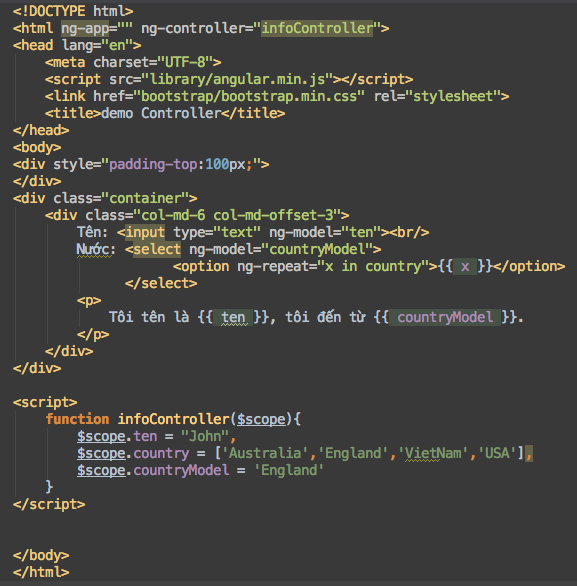 <!DOCTYPE html>
<html ng-app="" ng-controller="infoController">
<head lang="en">
    <meta charset="UTF-8">
    <script src="library/angular.min.js"></script>
    <link href="bootstrap/bootstrap.min.css" rel="stylesheet">
    <title>demo Controller</title>
</head>
<body>
<div style="padding-top:100px;">
</div>
<div class="container">
    <div class="col-md-6 col-md-offset-3">
        Tên: <input type="text" ng-model="ten"><br/>
        Nước: <select ng-model="countryModel">
                    <option ng-repeat="x in country">{{ x }}</option>
              </select>
        <p>
            Tôi tên là {{ ten }}, tôi đến từ {{ countryModel }}.
        </p>
    </div>
</div>
<script>
    function infoController($scope){
        $scope.ten = "John",
        $scope.country = ['Australia','England','VietNam','USA'],
        $scope.countryModel = 'England'
    }
</script>
</body>
</html>